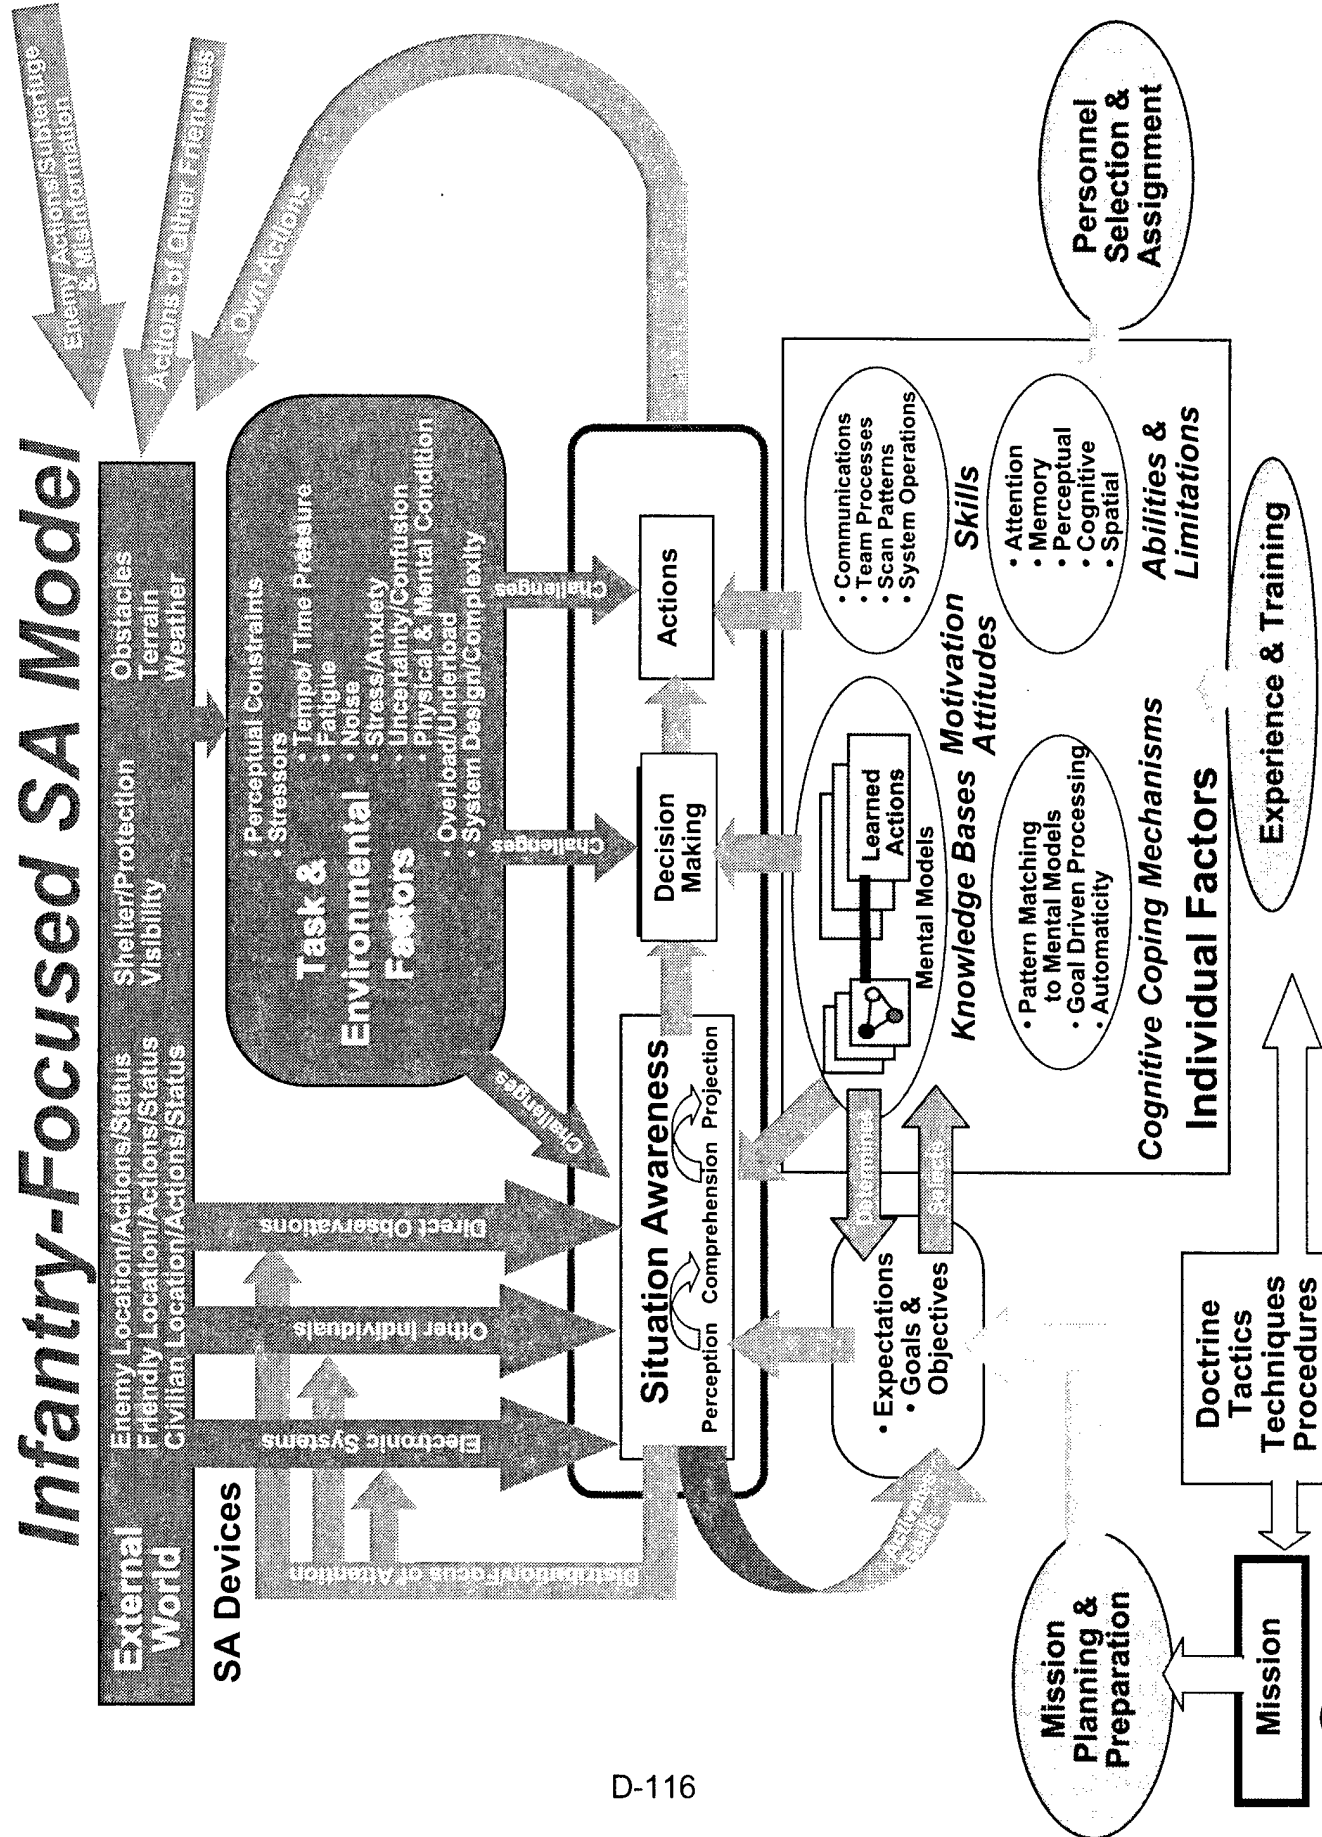 Infantry-Focused SA Model
External
World
Enemy Location/Actions/Status
Friendly Location/Actions/Status
Civilian Location/Actions/Status
Shelter/Protection
Visibility
Obstacles
Terrain
Weather
Enemy Actions/Subterfuge
& Misinformation
Actions of Other Friendlies
Own Actions
SA Devices
Electronic Systems
Other Individuals
Direct Observations
Distribution/Focus of Attention
Task &
Environmental
Factors
• Perceptual Constraints
• Stressors
• Tempo/ Time Pressure
• Fatigue
• Noise
• Stress/Anxiety
• Uncertainty/Confusion
• Physical & Mental Condition
• Overload/Underload
• System Design/Complexity
Challenges
Challenges
Challenges
Situation Awareness
Perception Comprehension Projection
Decision
Making
Actions
• Expectations
• Goals &
Objectives
Determines
Selects
Learned
Actions
Mental Models
Knowledge Bases
Motivation
Attitudes
• Communications
• Team Processes
• Scan Patterns
• System Operations
Skills
• Pattern Matching
to Mental Models
• Goal Driven Processing
• Automaticity
Cognitive Coping Mechanisms
• Attention
• Memory
• Perceptual
• Cognitive
• Spatial
Abilities &
Limitations
Individual Factors
Personnel
Selection &
Assignment
Mission
Planning &
Preparation
Experience & Training
Mission
Doctrine
Tactics
Techniques
Procedures
D-116